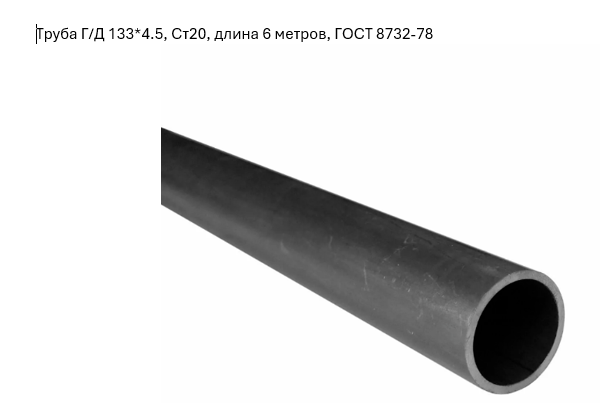 Труба Г/Д 133*4.5, Ст20, длина 6 метров, ГОСТ 8732-78